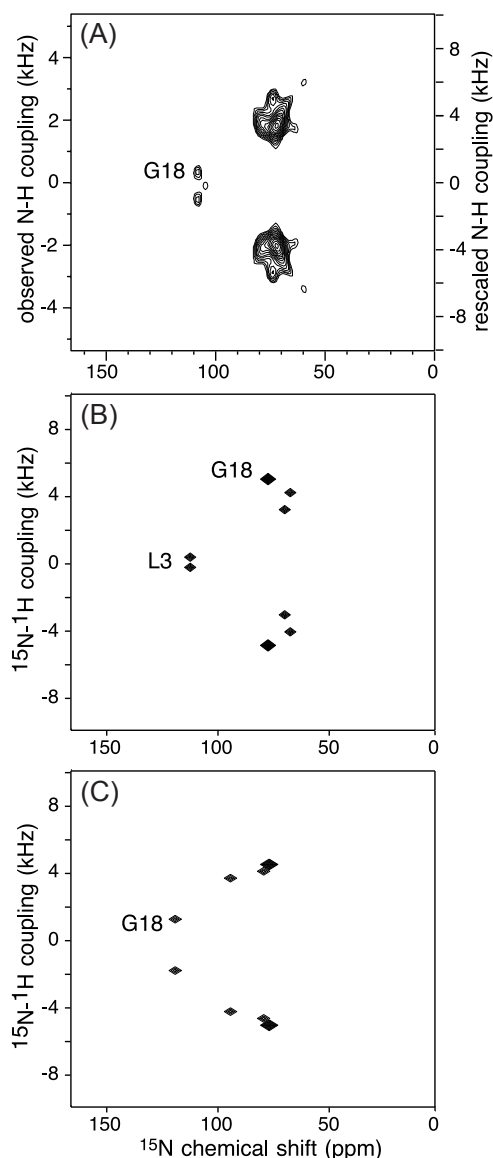 (A)
observed N-H coupling (kHz)
4
2
0
-2
-4
G18
8
4
0
-4
-8
rescaled N-H coupling (kHz)
150 100 50 0
(B)
15N-1H coupling (kHz)
8
4
0
-4
-8
G18
L3
150 100 50 0
(C)
15N-1H coupling (kHz)
8
4
0
-4
-8
G18
150 100 50 0
15N chemical shift (ppm)